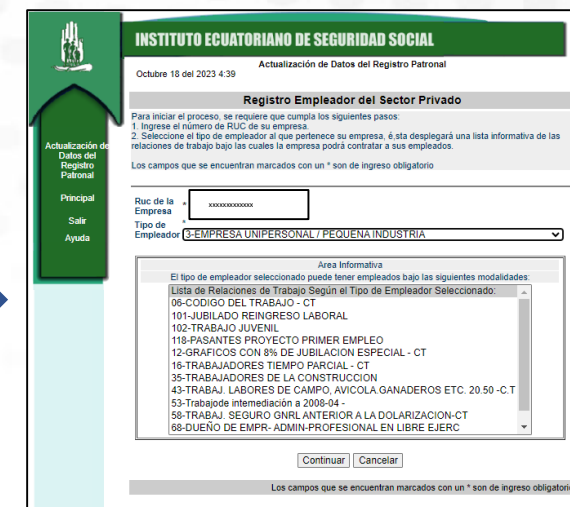 INSTITUTO ECUATORIANO DE SEGURIDAD SOCIAL
Actualización de Datos del Registro Patronal
Octubre 18 del 2023 4:39
Registro Empleador del Sector Privado
Para iniciar el proceso, se requiere que cumpla los siguientes pasos:
1. Ingrese el número de RUC de su empresa.
2. Seleccione el tipo de empleador al que pertenece su empresa, é,sta desplegará una lista informativa de las
relaciones de trabajo bajo las cuales la empresa podrá contratar a sus empleados.
Los campos que se encuentran marcados con un * son de ingreso obligatorio
Actualización de
Datos del
Registro
Patronal
Principal
Salir
Ayuda
Ruc de la
Empresa * xxxxxxxxxxxxx
Tipo de *
Empleador 3-EMPRESA UNIPERSONAL / PEQUENA INDUSTRIA
Area Informativa
El tipo de empleador seleccionado puede tener empleados bajo las siguientes modalidades:
Lista de Relaciones de Trabajo Según el Tipo de Empleador Seleccionado:
06-CODIGO DEL TRABAJO - CT
101-JUBILADO REINGRESO LABORAL
102-TRABAJO JUVENIL
118-PASANTES PROYECTO PRIMER EMPLEO
12-GRAFICOS CON 8% DE JUBILACION ESPECIAL - CT
16-TRABAJADORES TIEMPO PARCIAL - CT
35-TRABAJADORES DE LA CONSTRUCCION
43-TRABAJ. LABORES DE CAMPO, AVICOLA.GANADEROS ETC. 20.50 -C.T
53-Trabajode intemediación a 2008-04 -
58-TRABAJ. SEGURO GNRL ANTERIOR A LA DOLARIZACION-CT
68-DUEÑO DE EMPR- ADMIN-PROFESIONAL EN LIBRE EJERC
Continuar Cancelar
Los campos que se encuentran marcados con un * son de ingreso obligatorio